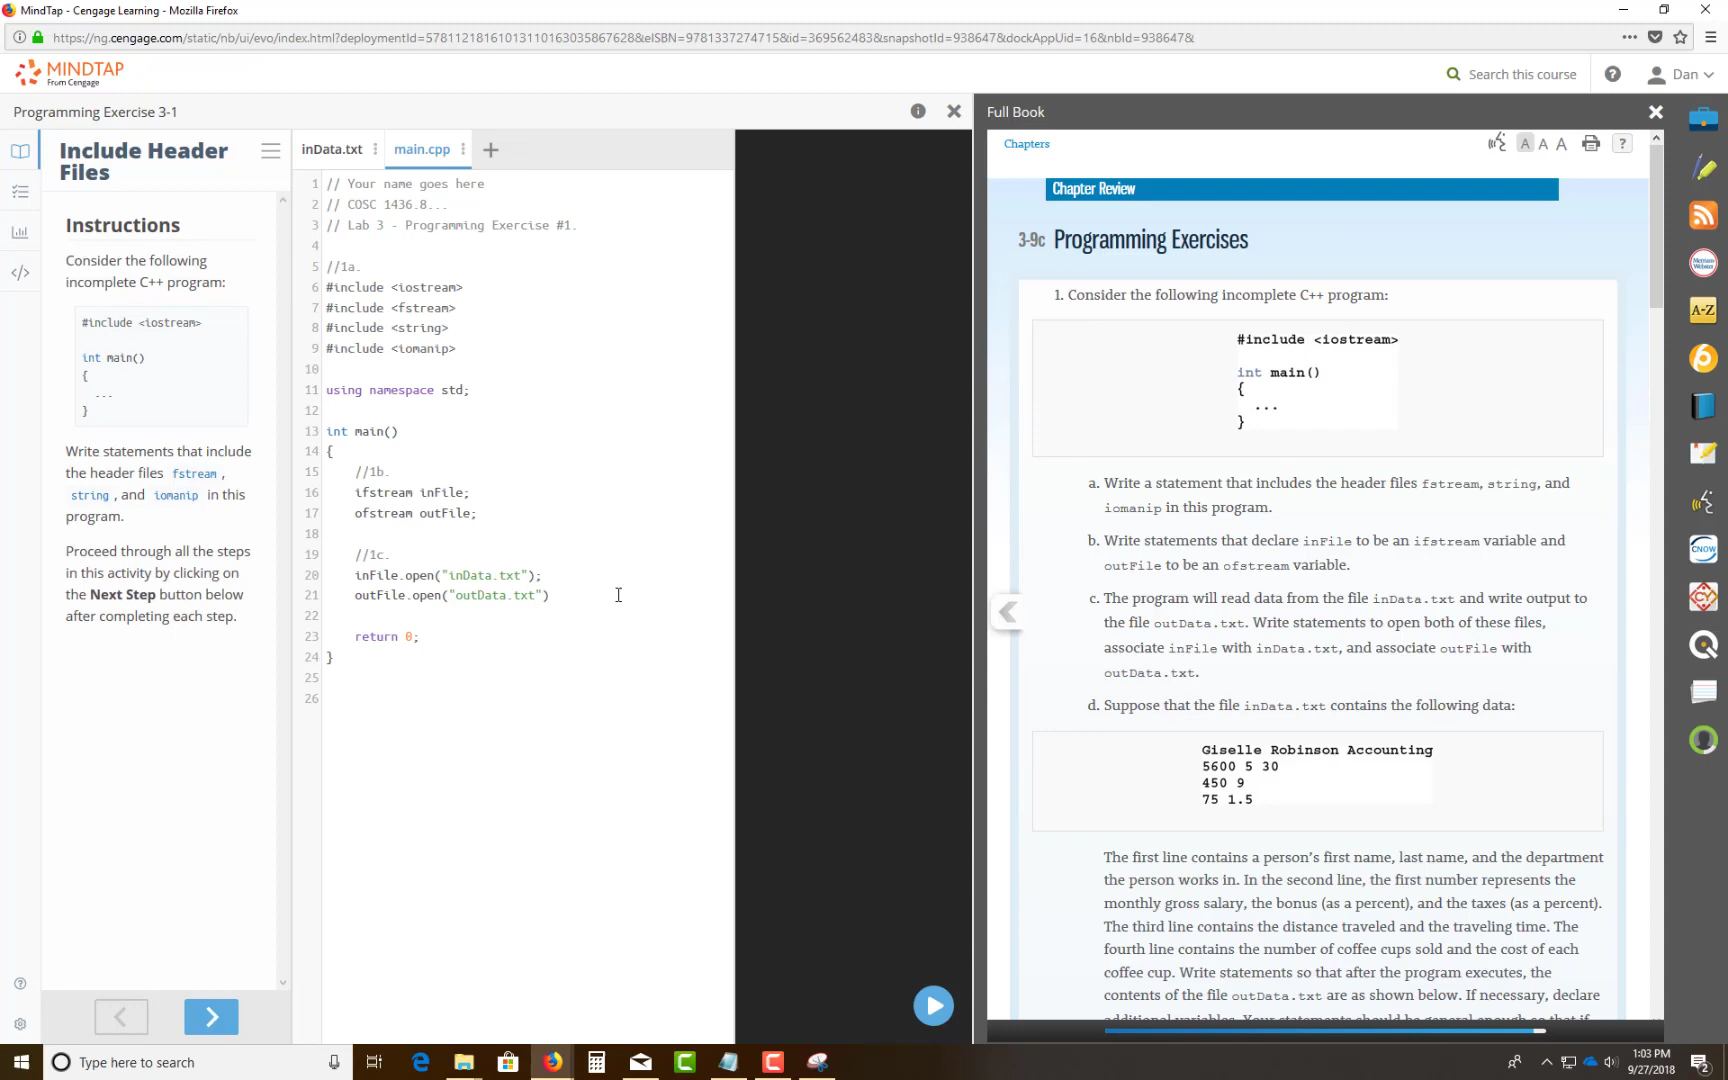 MindTap - Cengage Learning - Mozilla Firefox
https://ng.cengage.com/static/nb/ui/evo/index.html?deploymentId=57811218161013110163035867628&eISBN=9781337274715&id=369562483&snapshotId=938647&dockAppUid=16&nbId=938647&
MINDTAP
From Cengage
Search this course
Dan
Programming Exercise 3-1
Include Header
Files
Instructions
Consider the following
incomplete C++ program:
#include <iostream>
int main()
{
...
}
Write statements that include
the header files fstream ,
string , and iomanip in this
program.
Proceed through all the steps
in this activity by clicking on
the Next Step button below
after completing each step.
inData.txt
main.cpp
1 // Your name goes here
2 // COSC 1436.8...
3 // Lab 3 - Programming Exercise #1.
4
5 //1a.
6 #include <iostream>
7 #include <fstream>
8 #include <string>
9 #include <iomanip>
10
11 using namespace std;
12
13 int main()
14 {
15 //1b.
16 ifstream inFile;
17 ofstream outFile;
18
19 //1c.
20 inFile.open("inData.txt");
21 outFile.open("outData.txt")
22
23 return 0;
24 }
25
26
Full Book
Chapters
A A A
?
Chapter Review
3-9c Programming Exercises
1. Consider the following incomplete C++ program:
#include <iostream>
int main()
{
...
}
a. Write a statement that includes the header files fstream, string, and
iomanip in this program.
b. Write statements that declare inFile to be an ifstream variable and
outFile to be an ofstream variable.
c. The program will read data from the file inData.txt and write output to
the file outData.txt. Write statements to open both of these files,
associate inFile with inData.txt, and associate outFile with
outData.txt.
d. Suppose that the file inData.txt contains the following data:
Giselle Robinson Accounting
5600 5 30
450 9
75 1.5
The first line contains a person's first name, last name, and the department
the person works in. In the second line, the first number represents the
monthly gross salary, the bonus (as a percent), and the taxes (as a percent).
The third line contains the distance traveled and the traveling time. The
fourth line contains the number of coffee cups sold and the cost of each
coffee cup. Write statements so that after the program executes, the
contents of the file outData.txt are as shown below. If necessary, declare
additional variables. Your statements should be general enough so that if
A-Z
CNOW
Type here to search
1:03 PM
9/27/2018
2